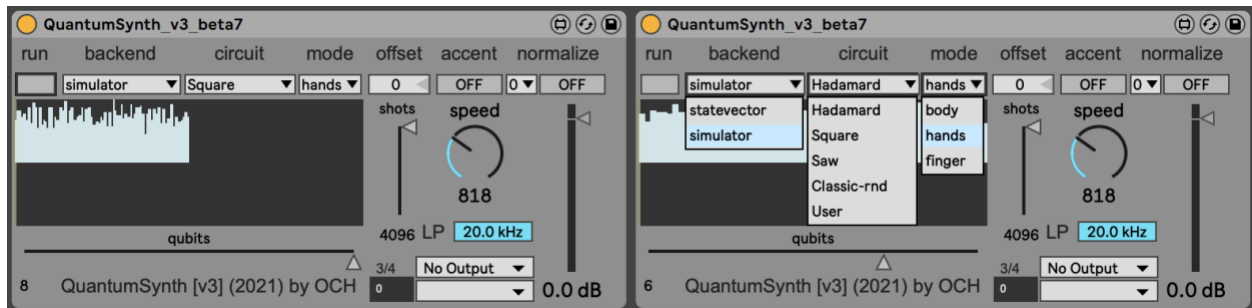 QuantumSynth_v3_beta7
run backend circuit mode offset accent normalize
simulator Square hands 0 OFF 0 OFF
shots speed
818
4096 LP 20.0 kHz
qubits
3/4 No Output
8 QuantumSynth [v3] (2021) by OCH 0 0.0 dB
QuantumSynth_v3_beta7
run backend circuit mode offset accent normalize
simulator Hadamard hands 0 OFF 0 OFF
statevector Hadamard body shots speed
simulator Square hands
Saw finger
Classic-rnd 818
User
4096 LP 20.0 kHz
qubits
3/4 No Output
6 QuantumSynth [v3] (2021) by OCH 0 0.0 dB